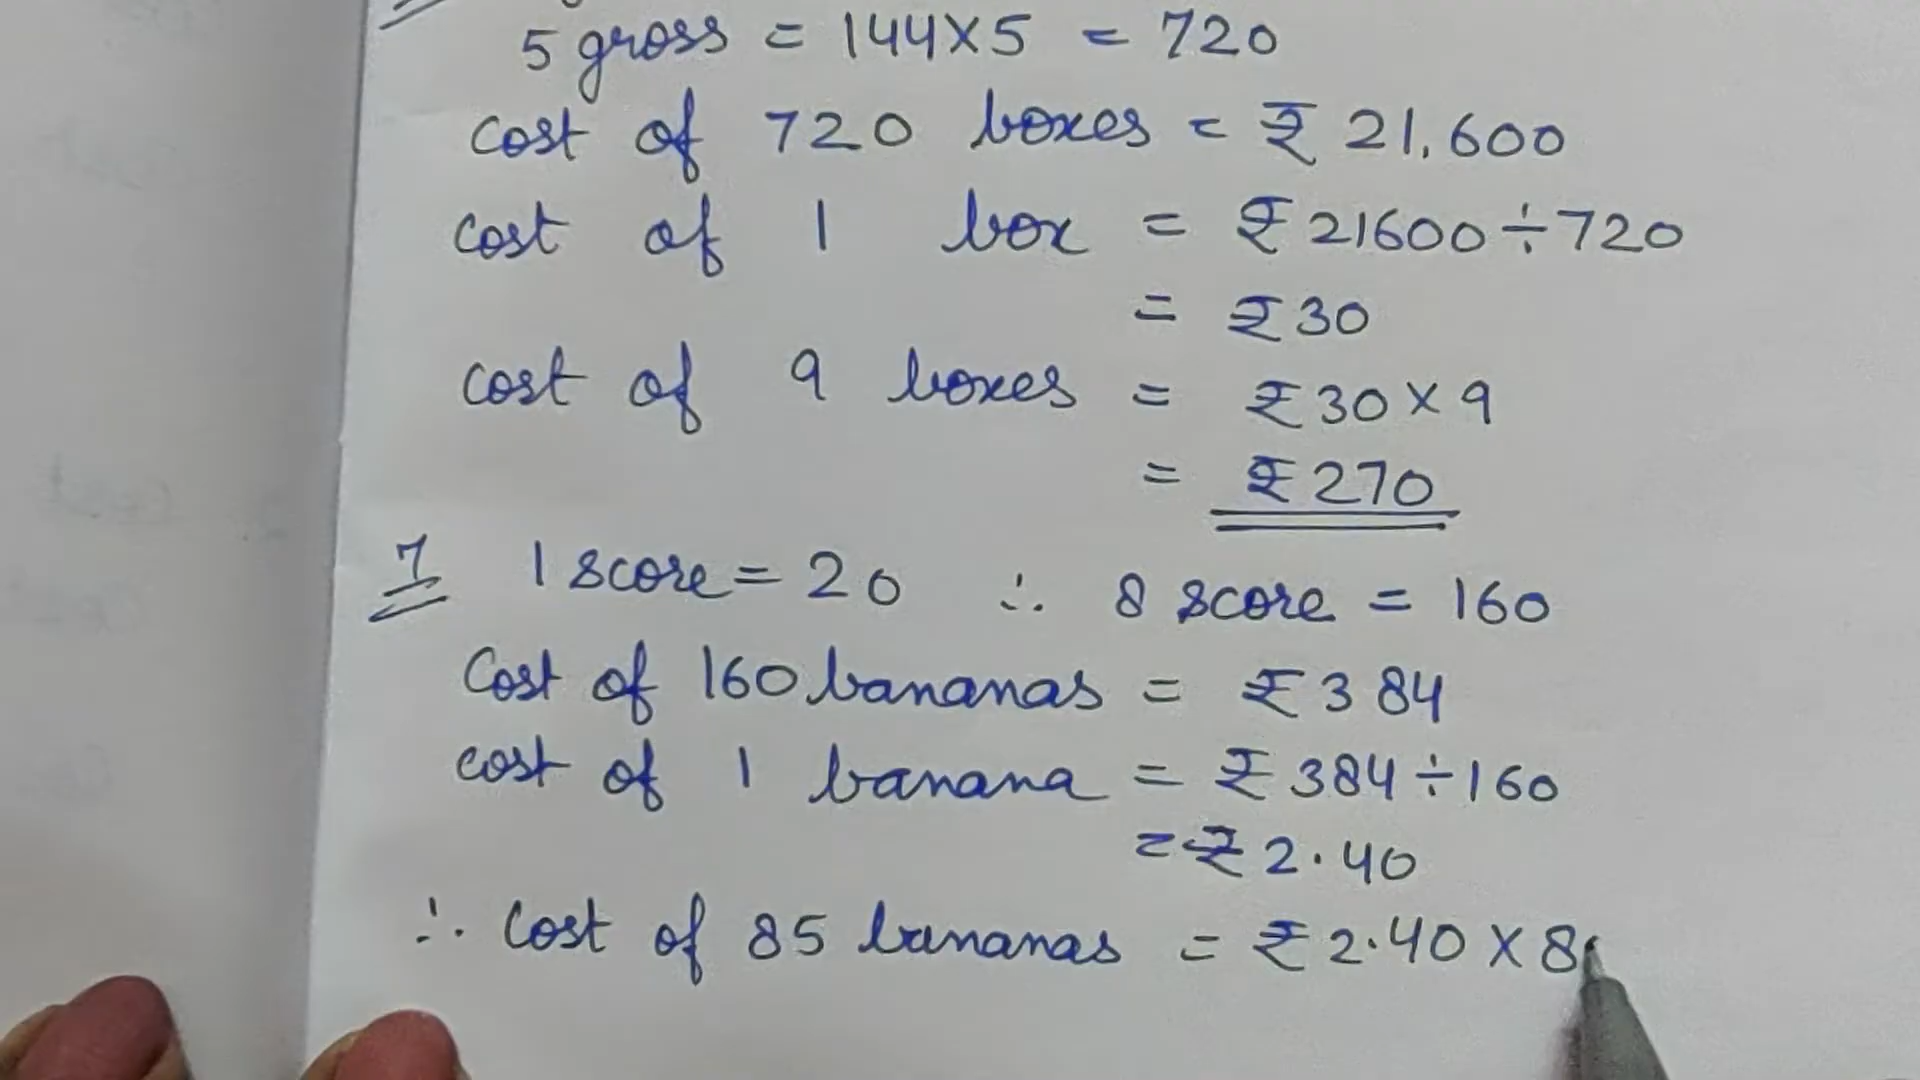 5 gross = 144×5 = 720
cost of 720 boxes = ₹ 21,600
cost of 1 box = ₹ 21600÷720
= ₹30
cost of 9 boxes = ₹30×9
= ₹270
7 1 score = 20 ∴ 8 score = 160
Cost of 160 bananas = ₹384
cost of 1 banana = ₹384÷160
= ₹2.40
∴ Cost of 85 bananas = ₹2.40×8